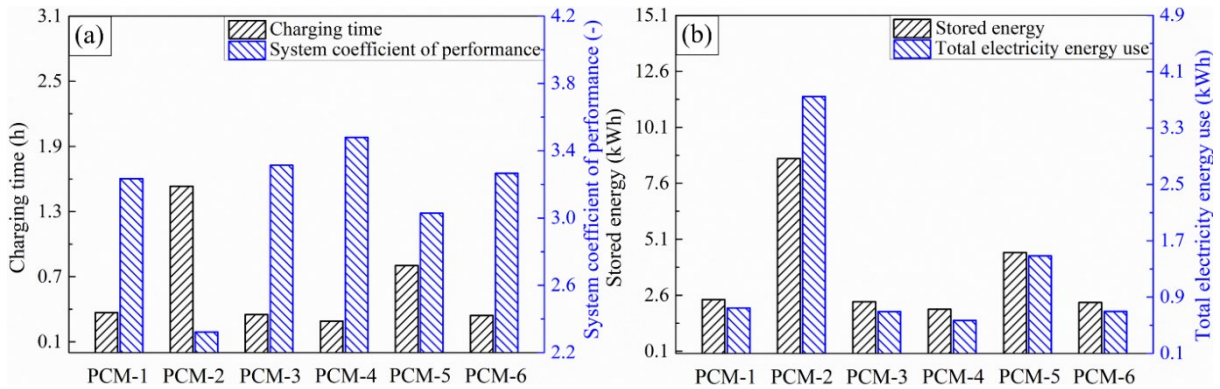 (a)
Charging time
System coefficient of performance
Charging time (h)
3.1
2.5
1.9
1.3
0.7
0.1
4.2
3.8
3.4
3.0
2.6
2.2
System coefficient of performance (-)
PCM-1 PCM-2 PCM-3 PCM-4 PCM-5 PCM-6
(b)
Stored energy
Total electricity energy use
Stored energy (kWh)
15.1
12.6
10.1
7.6
5.1
2.6
0.1
4.9
4.1
3.3
2.5
1.7
0.9
0.1
Total electricity energy use (kWh)
PCM-1 PCM-2 PCM-3 PCM-4 PCM-5 PCM-6